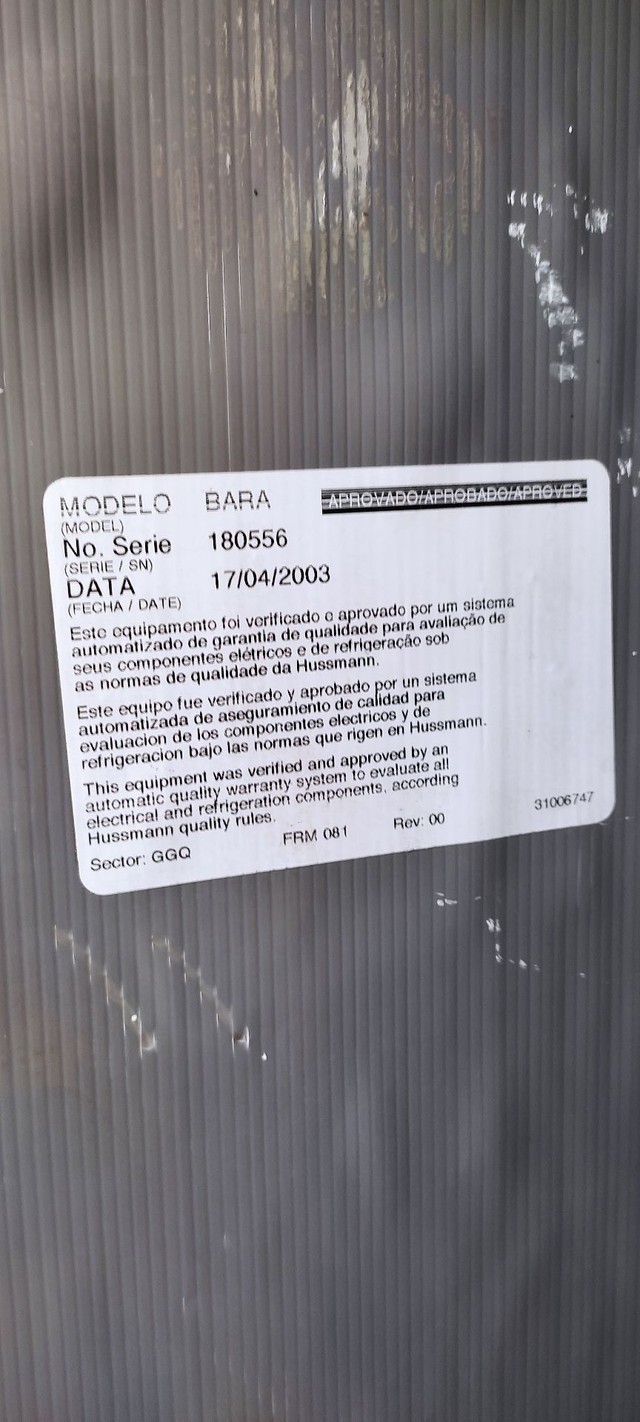 MODELO BARA APROVADO/APROBADO/APROVED
(MODEL)
No. Serie 180556
(SERIE / SN)
DATA 17/04/2003
(FECHA / DATE)
Este equipamento foi verificado e aprovado por um sistema
automatizado de garantia de qualidade para avaliação de
seus componentes elétricos e de refrigeração sob
as normas de qualidade da Hussmann.
Este equipo fue verificado y aprobado por un sistema
automatizada de aseguramiento de calidad para
evaluacion de los componentes electricos y de
refrigeracion bajo las normas que rigen en Hussmann.
This equipment was verified and approved by an
automatic quality warranty system to evaluate all
electrical and refrigeration components, according
Hussmann quality rules.
Sector: GGQ FRM 081 Rev: 00 31006747